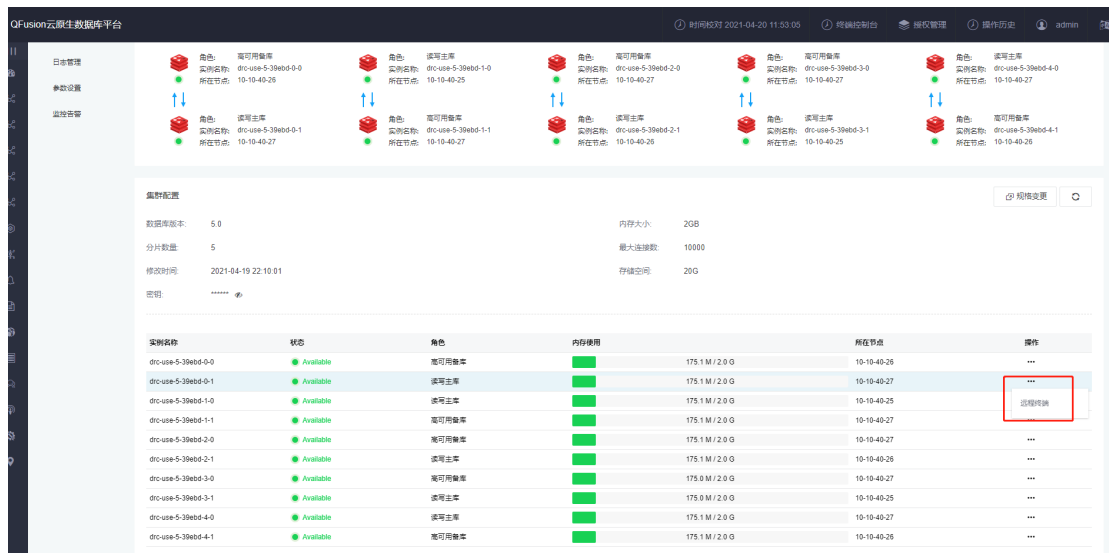 QFusion云原生数据库平台 时间校对 2021-04-20 11:53:05 终端控制台 授权管理 操作历史 admin
日志管理
参数设置
监控告警
角色: 高可用备库 角色: 读写主库 角色: 高可用备库 角色: 高可用备库 角色: 读写主库
实例名称: drc-use-5-39ebd-0-0 实例名称: drc-use-5-39ebd-1-0 实例名称: drc-use-5-39ebd-2-0 实例名称: drc-use-5-39ebd-3-0 实例名称: drc-use-5-39ebd-4-0
所在节点: 10-10-40-26 所在节点: 10-10-40-25 所在节点: 10-10-40-27 所在节点: 10-10-40-27 所在节点: 10-10-40-27
角色: 读写主库 角色: 高可用备库 角色: 读写主库 角色: 读写主库 角色: 高可用备库
实例名称: drc-use-5-39ebd-0-1 实例名称: drc-use-5-39ebd-1-1 实例名称: drc-use-5-39ebd-2-1 实例名称: drc-use-5-39ebd-3-1 实例名称: drc-use-5-39ebd-4-1
所在节点: 10-10-40-27 所在节点: 10-10-40-27 所在节点: 10-10-40-26 所在节点: 10-10-40-25 所在节点: 10-10-40-26
集群配置 规格变更
数据库版本: 5.0 内存大小: 2GB
分片数量: 5 最大连接数: 10000
修改时间: 2021-04-19 22:10:01 存储空间: 20G
密钥: ******
实例名称 状态 角色 内存使用 所在节点 操作
drc-use-5-39ebd-0-0 Available 高可用备库 175.1 M / 2.0 G 10-10-40-26 •••
drc-use-5-39ebd-0-1 Available 读写主库 175.1 M / 2.0 G 10-10-40-27 •••
drc-use-5-39ebd-1-0 Available 读写主库 175.1 M / 2.0 G 10-10-40-25 远程终端
drc-use-5-39ebd-1-1 Available 高可用备库 175.1 M / 2.0 G 10-10-40-27 •••
drc-use-5-39ebd-2-0 Available 高可用备库 175.1 M / 2.0 G 10-10-40-27 •••
drc-use-5-39ebd-2-1 Available 读写主库 175.1 M / 2.0 G 10-10-40-26 •••
drc-use-5-39ebd-3-0 Available 高可用备库 175.0 M / 2.0 G 10-10-40-27 •••
drc-use-5-39ebd-3-1 Available 读写主库 175.0 M / 2.0 G 10-10-40-25 •••
drc-use-5-39ebd-4-0 Available 读写主库 175.1 M / 2.0 G 10-10-40-27 •••
drc-use-5-39ebd-4-1 Available 高可用备库 175.1 M / 2.0 G 10-10-40-26 •••